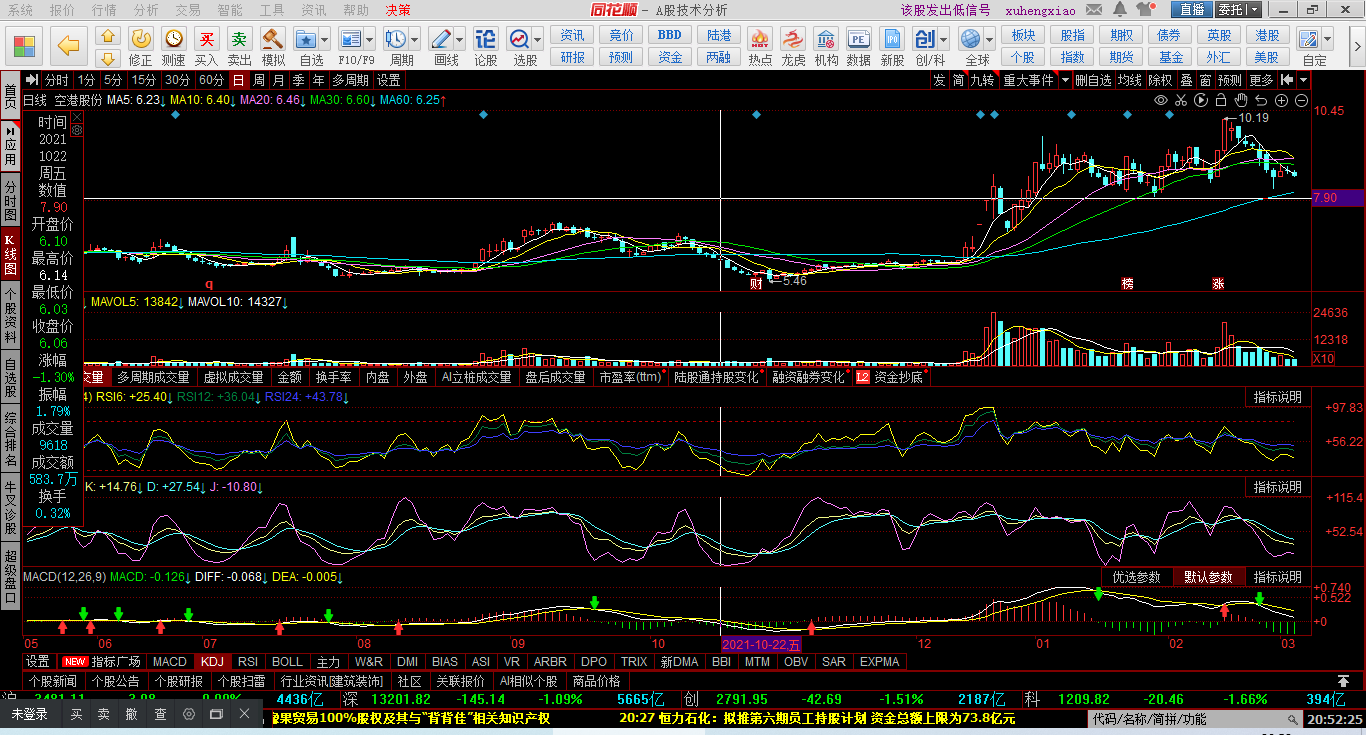 系统 报价 行情 分析 交易 智能 工具 资讯 帮助 决策 同花顺 - A股技术分析 该股发出低信号 xuhengxiao 直播 委托
资讯 竞价 BBD 陆港 板块 股指 期权 债券 英股 港股
修正 测速 买入 卖出 模拟 自选 F10/F9 周期 画线 论股 选股 研报 预测 资金 两融 热点 龙虎 机构 数据 新股 创/科 全球 个股 指数 期货 基金 外汇 美股 自定
分时 1分 5分 15分 30分 60分 日 周 月 季 年 多周期 设置 发 简 九转 重大事件 删自选 均线 除权 叠 窗 预测 更多
日线 空港股份 MA5: 6.23↓ MA10: 6.40↓ MA20: 6.46↓ MA30: 6.60↓ MA60: 6.25↑
首页
应用
分时图
K线图
个股资料
自选股
综合排名
牛叉诊股
超级盘口
时间
2021
1022
周五
数值
7.90
开盘价
6.10
最高价
6.14
最低价
6.03
收盘价
6.06
涨幅
-1.30%
振幅
1.79%
成交量
9618
成交额
583.7万
换手
0.32%
10.45
10.19
7.90
5.46
q 财 榜 涨
MAVOL5: 13842↓ MAVOL10: 14327↓
24636
12318
X10
交量 多周期成交量 虚拟成交量 金额 换手率 内盘 外盘 AI立桩成交量 盘后成交量 市盈率(ttm) 陆股通持股变化 融资融券变化 L2 资金抄底
4) RSI6: +25.40↓ RSI12: +36.04↓ RSI24: +43.78↓ 指标说明
+97.83
+56.22
K: +14.76↓ D: +27.54↓ J: -10.80↓ 指标说明
+115.4
+52.54
MACD(12,26,9) MACD: -0.126↓ DIFF: -0.068↓ DEA: -0.005↓ 优选参数 默认参数 指标说明
+0.740
+0.522
+0
05 06 07 08 09 10 2021-10-22,五 12 01 02 03
设置 NEW 指标广场 MACD KDJ RSI BOLL 主力 W&R DMI BIAS ASI VR ARBR DPO TRIX 新DMA BBI MTM OBV SAR EXPMA
个股新闻 个股公告 个股研报 个股扫雷 行业资讯[建筑装饰] 社区 关联报价 AI相似个股 商品价格
沪 3481.11 4436亿 深 13201.82 -145.14 -1.09% 5665亿 创 2791.95 -42.69 -1.51% 2187亿 科 1209.82 -20.46 -1.66% 394亿
未登录 买 卖 撤 查 橡果贸易100%股权及其与“背背佳”相关知识产权 20:27 恒力石化：拟推第六期员工持股计划 资金总额上限为73.8亿元 代码/名称/简拼/功能 20:52:25